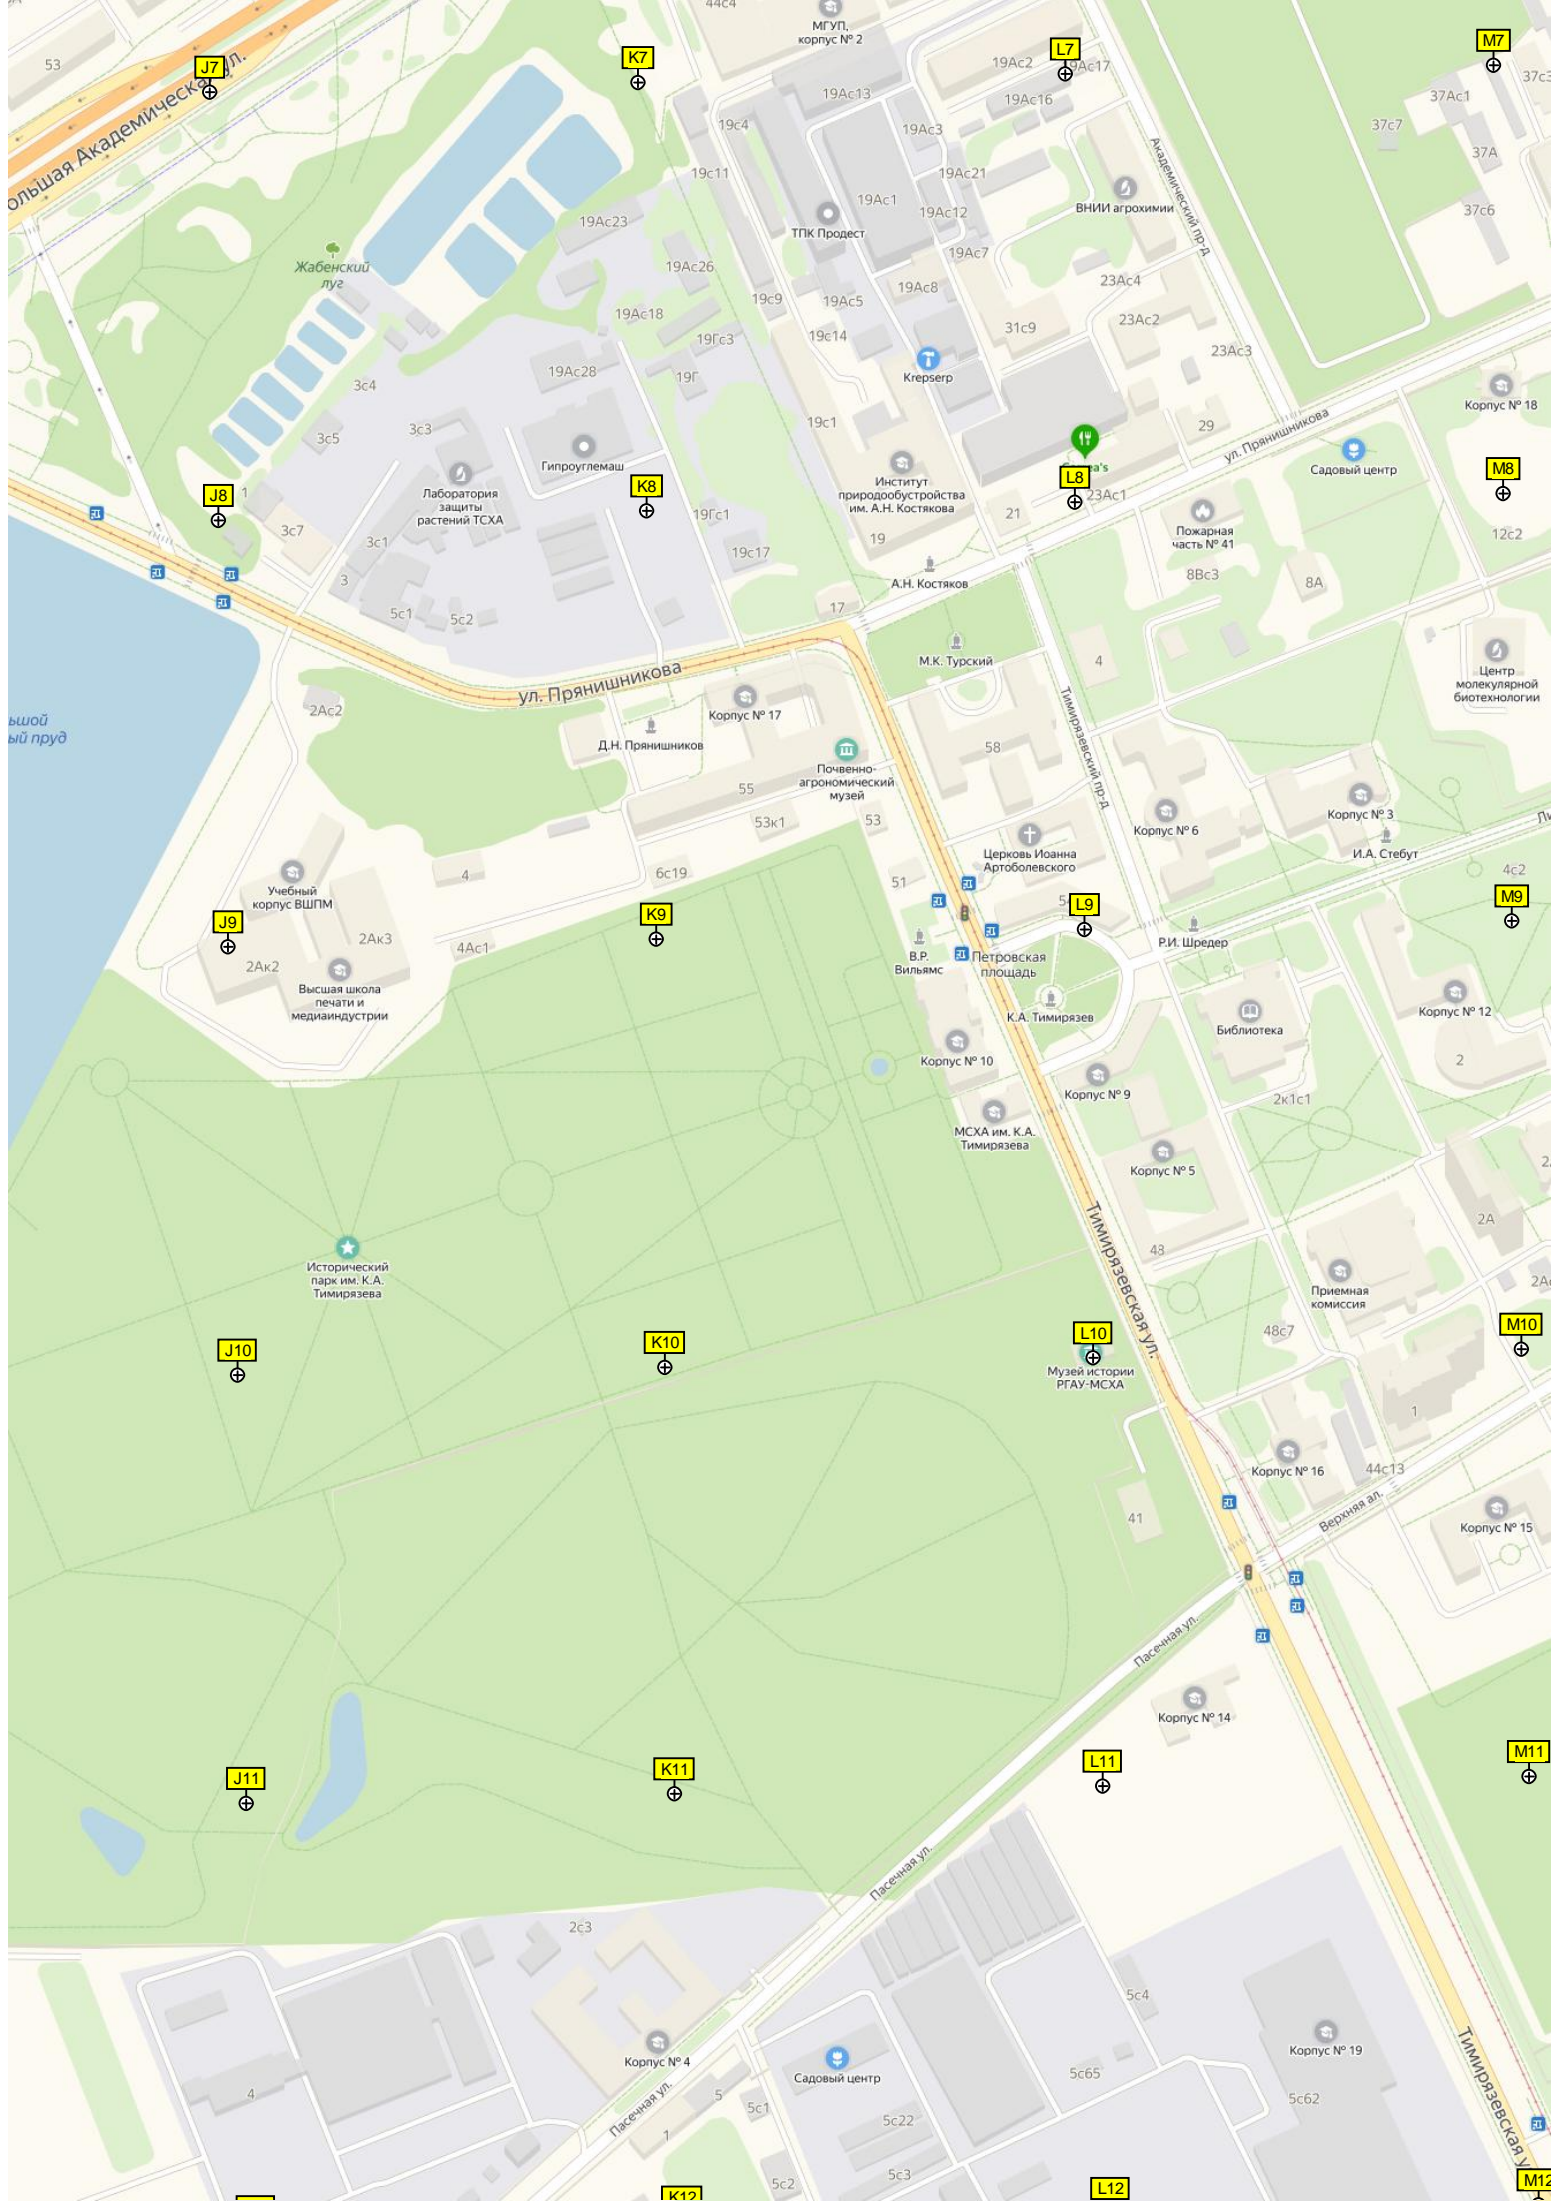 44с4
МГУП,
корпус № 2
53
J7
K7
L7
M7
19Ас2
19Ас17
37с3
37Ас1
19Ас13
19Ас16
Большая Академическая ул.
19с4
19Ас3
37с7
37А
19с11
19Ас21
Академический пр-д
19Ас1
ВНИИ агрохимии
19Ас12
37с6
19Ас23
ТПК Продест
19Ас7
Жабенский
луг
19Ас26
23Ас4
19Ас8
19с9
19Ас5
19Ас18
23Ас2
31с9
19Гс3
19с14
23Ас3
Krepserp
19Ас28
19Г
3с4
Корпус № 18
19с1
3с3
3с5
29
ул. Прянишникова
Гипроуглемаш
Садовый центр
J8
K8
L8
M8
1
Лаборатория
защиты
растений ТСХА
Институт
природообустройства
им. А.Н. Костякова
23Ас1
19Гс1
21
3с7
3с1
19
Пожарная
часть № 41
12с2
19с17
А.Н. Костяков
3
8Вс3
8А
17
5с1
5с2
М.К. Турский
4
Центр
молекулярной
биотехнологии
ул. Прянишникова
2Ас2
Корпус № 17
Тимирязевский пр-д
Д.Н. Прянишников
58
Почвенно-
агрономический
музей
55
53к1
53
Корпус № 6
Корпус № 3
И.А. Стебут
Церковь Иоанна
Артоболевского
4
6с19
51
4с2
Учебный
корпус ВШПМ
J9
K9
L9
M9
2Ак3
4Ас1
2Ак2
В.Р.
Вильямс
Петровская
площадь
Р.И. Шредер
Высшая школа
печати и
медиаиндустрии
К.А. Тимирязев
Библиотека
Корпус № 12
Корпус № 10
2
Корпус № 9
2к1с1
МСХА им. К.А.
Тимирязева
Корпус № 5
2А
48
Тимирязевская ул.
Исторический
парк им. К.А.
Тимирязева
Приемная
комиссия
48с7
J10
K10
L10
M10
Музей истории
РГАУ-МСХА
1
44с13
Корпус № 16
Верхняя ал.
41
Корпус № 15
Пасечная ул.
Корпус № 14
J11
K11
L11
M11
Пасечная ул.
2с3
5с4
Корпус № 4
Садовый центр
Корпус № 19
4
5
5с65
5с62
Пасечная ул.
5с1
5с22
1
5с2
5с3
Тимирязевская у
K12
L12
M12